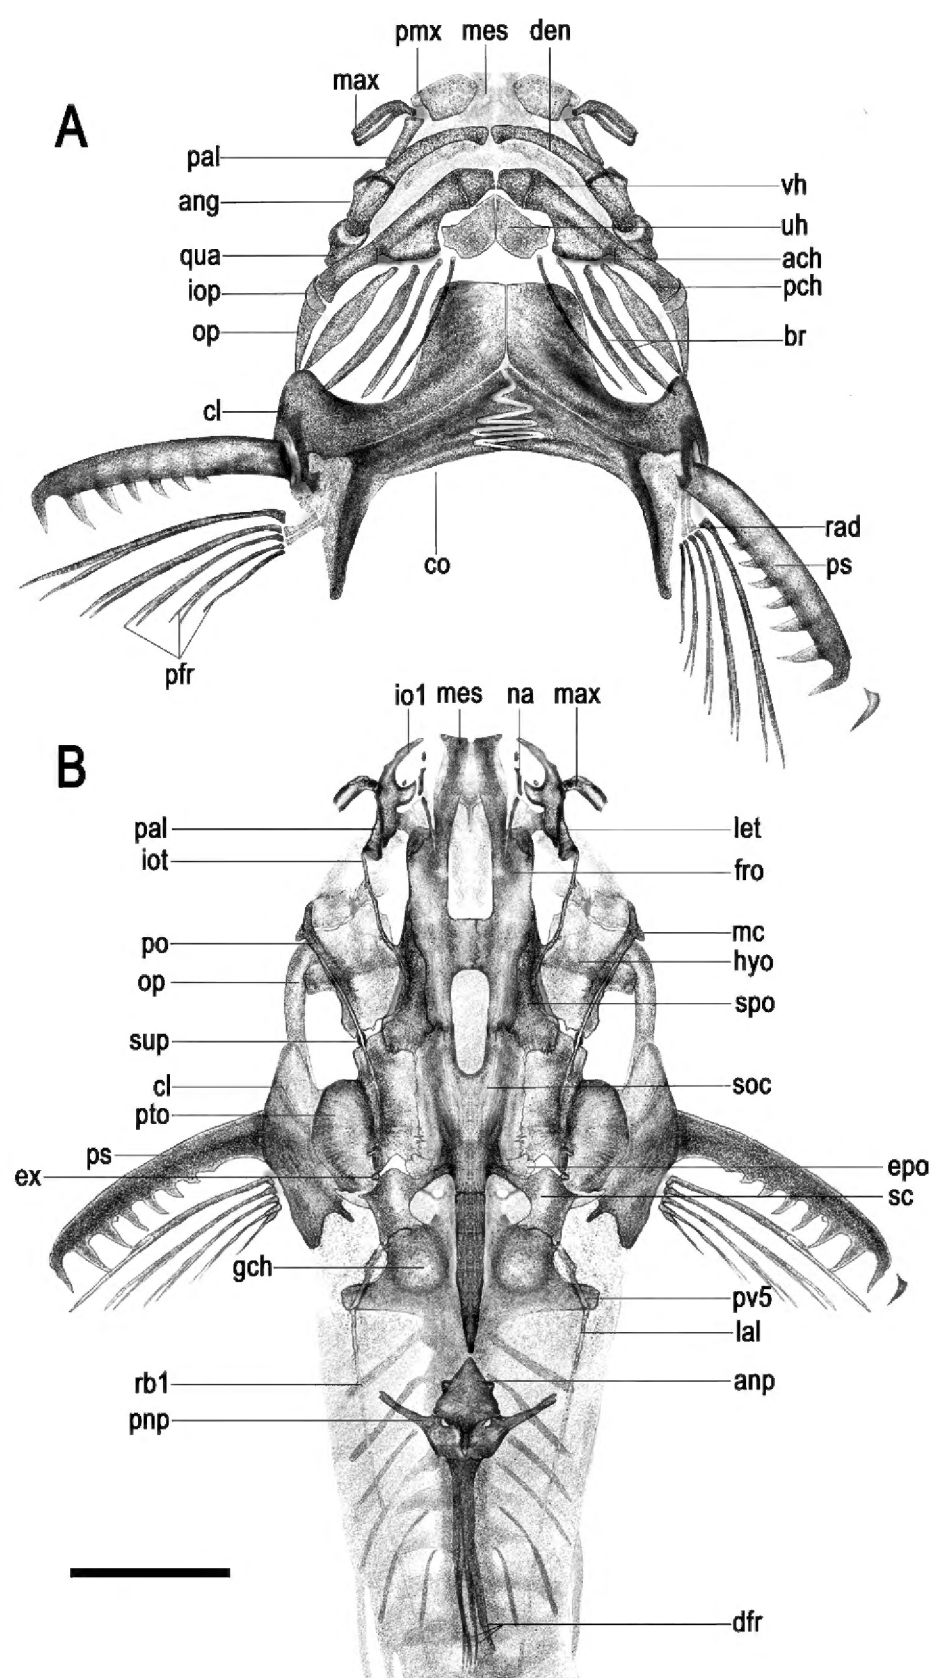 pmx mes den
max
A
pal
vh
ang
uh
qua
ach
iop
pch
op
br
cl
rad
co
ps
pfr
io1 mes na max
B
pal
let
iot
fro
po
mc
hyo
op
spo
sup
cl
soc
pto
ps
epo
ex
sc
gch
pv5
lal
rb1
anp
pnp
dfr